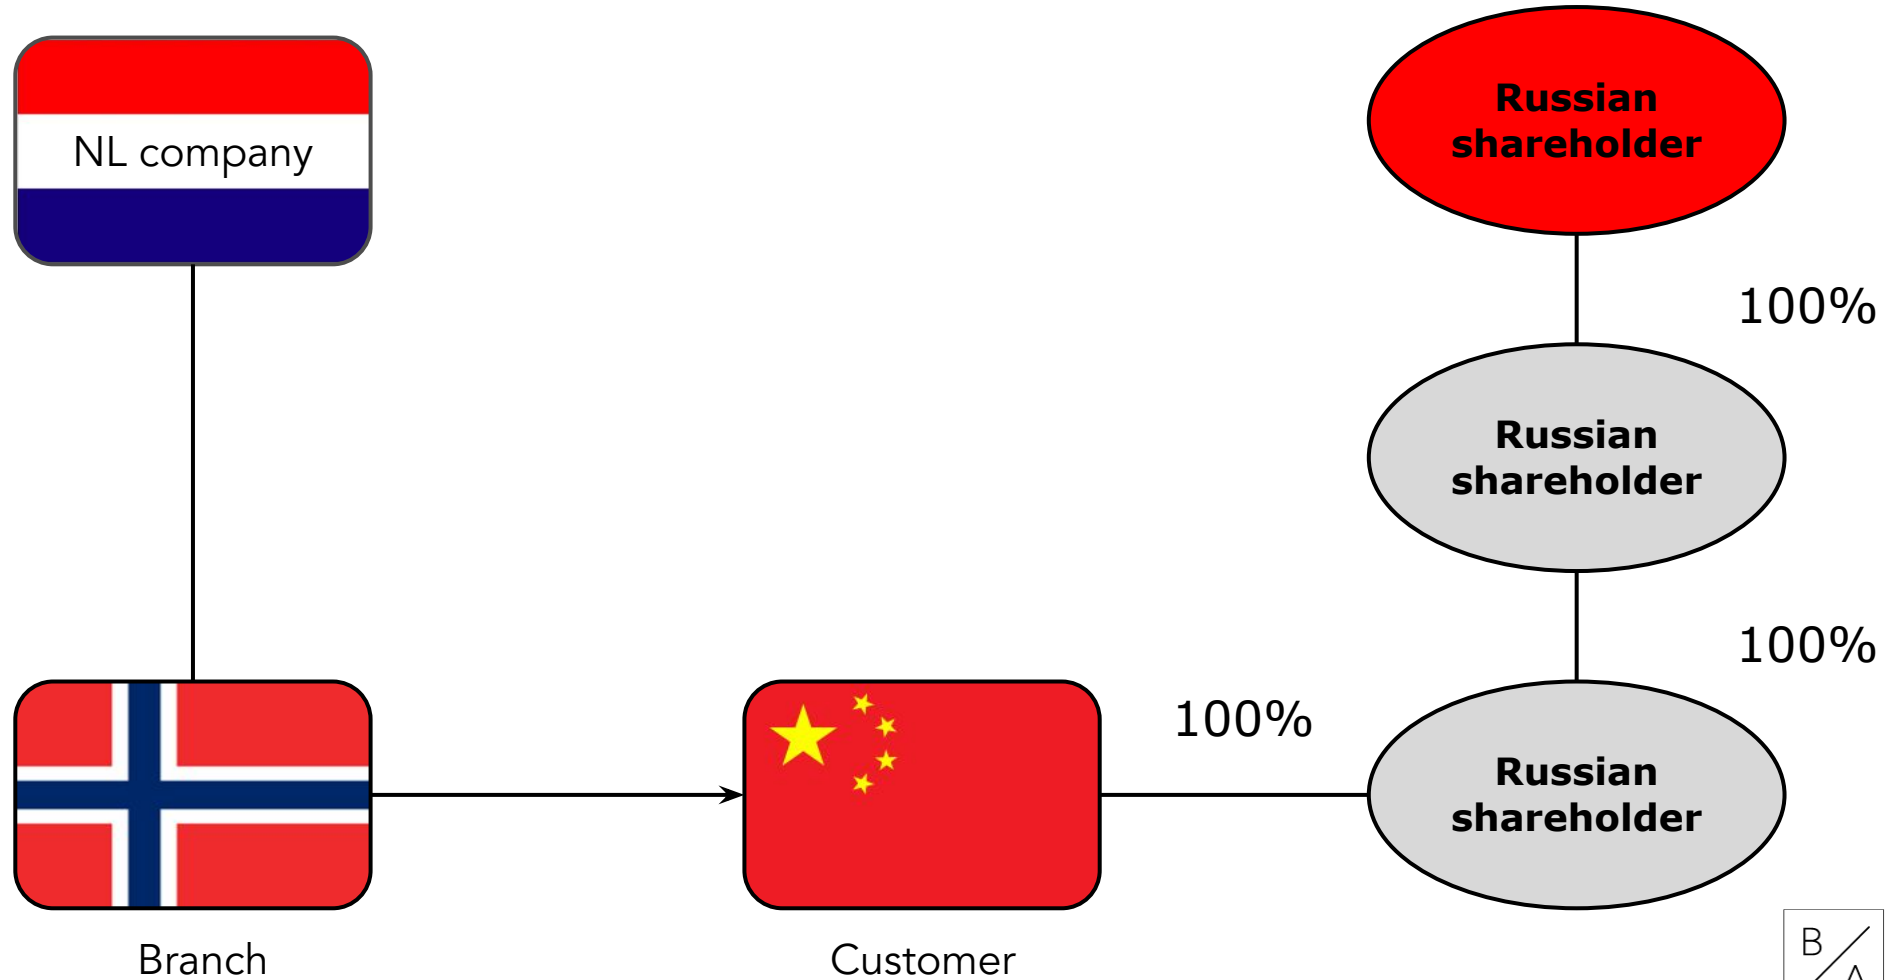 NL company
Russian
shareholder
100%
Russian
shareholder
100%
100%
Russian
shareholder
Branch
Customer
B
A